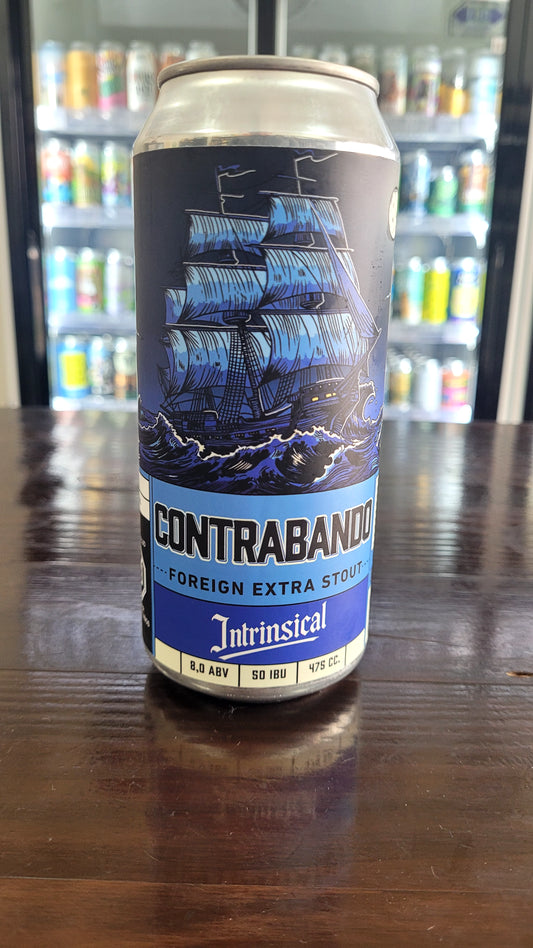 CONTRABANDO
FOREIGN EXTRA STOUT
Intrinsical
8,0 ABV 50 IBU 475 CC.